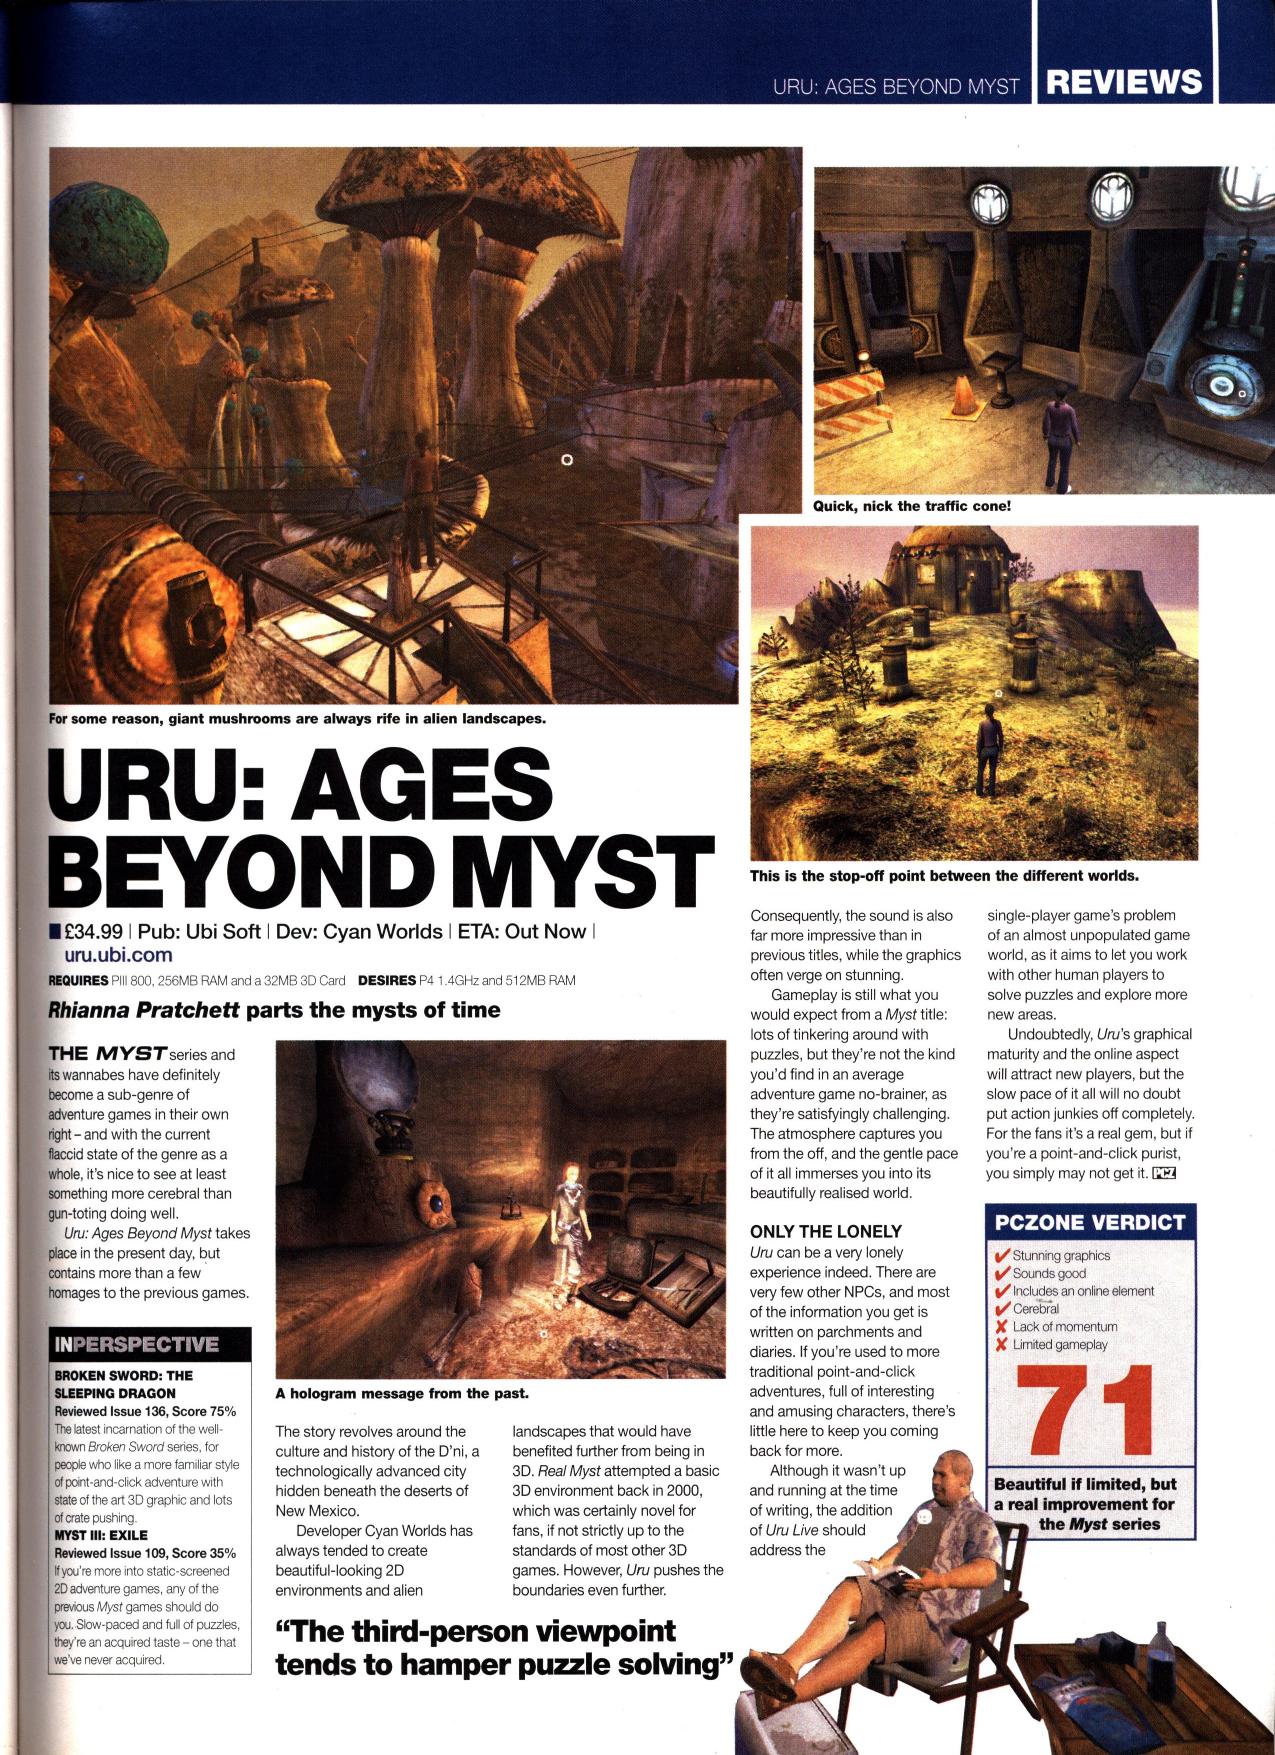 URU: AGES BEYOND MYST
REVIEWS
Quick, nick the traffic cone!
For some reason, giant mushrooms are always rife in alien landscapes.
This is the stop-off point between the different worlds.
URU: AGES
BEYOND MYST
£34.99 | Pub: Ubi Soft | Dev: Cyan Worlds | ETA: Out Now |
uru.ubi.com
REQUIRES PIII 800, 256MB RAM and a 32MB 3D Card DESIRES P4 1.4GHz and 512MB RAM
Rhianna Pratchett parts the mysts of time
THE MYST series and
its wannabes have definitely
become a sub-genre of
adventure games in their own
right – and with the current
flaccid state of the genre as a
whole, it's nice to see at least
something more cerebral than
gun-toting doing well.
Uru: Ages Beyond Myst takes
place in the present day, but
contains more than a few
homages to the previous games.
INPERSPECTIVE
BROKEN SWORD: THE
SLEEPING DRAGON
Reviewed Issue 136, Score 75%
The latest incarnation of the well-
known Broken Sword series, for
people who like a more familiar style
of point-and-click adventure with
state of the art 3D graphic and lots
of crate pushing.
MYST III: EXILE
Reviewed Issue 109, Score 35%
If you're more into static-screened
2D adventure games, any of the
previous Myst games should do
you. Slow-paced and full of puzzles,
they're an acquired taste – one that
we've never acquired.
A hologram message from the past.
The story revolves around the
culture and history of the D'ni, a
technologically advanced city
hidden beneath the deserts of
New Mexico.
Developer Cyan Worlds has
always tended to create
beautiful-looking 2D
environments and alien
landscapes that would have
benefited further from being in
3D. Real Myst attempted a basic
3D environment back in 2000,
which was certainly novel for
fans, if not strictly up to the
standards of most other 3D
games. However, Uru pushes the
boundaries even further.
“The third-person viewpoint
tends to hamper puzzle solving”
Consequently, the sound is also
far more impressive than in
previous titles, while the graphics
often verge on stunning.
Gameplay is still what you
would expect from a Myst title:
lots of tinkering around with
puzzles, but they're not the kind
you'd find in an average
adventure game no-brainer, as
they're satisfyingly challenging.
The atmosphere captures you
from the off, and the gentle pace
of it all immerses you into its
beautifully realised world.
ONLY THE LONELY
Uru can be a very lonely
experience indeed. There are
very few other NPCs, and most
of the information you get is
written on parchments and
diaries. If you're used to more
traditional point-and-click
adventures, full of interesting
and amusing characters, there's
little here to keep you coming
back for more.
Although it wasn't up
and running at the time
of writing, the addition
of Uru Live should
address the
single-player game's problem
of an almost unpopulated game
world, as it aims to let you work
with other human players to
solve puzzles and explore more
new areas.
Undoubtedly, Uru's graphical
maturity and the online aspect
will attract new players, but the
slow pace of it all will no doubt
put action junkies off completely.
For the fans it's a real gem, but if
you're a point-and-click purist,
you simply may not get it. PCZ
PCZONE VERDICT
✓ Stunning graphics
✓ Sounds good
✓ Includes an online element
✓ Cerebral
✗ Lack of momentum
✗ Limited gameplay
71
Beautiful if limited, but
a real improvement for
the Myst series